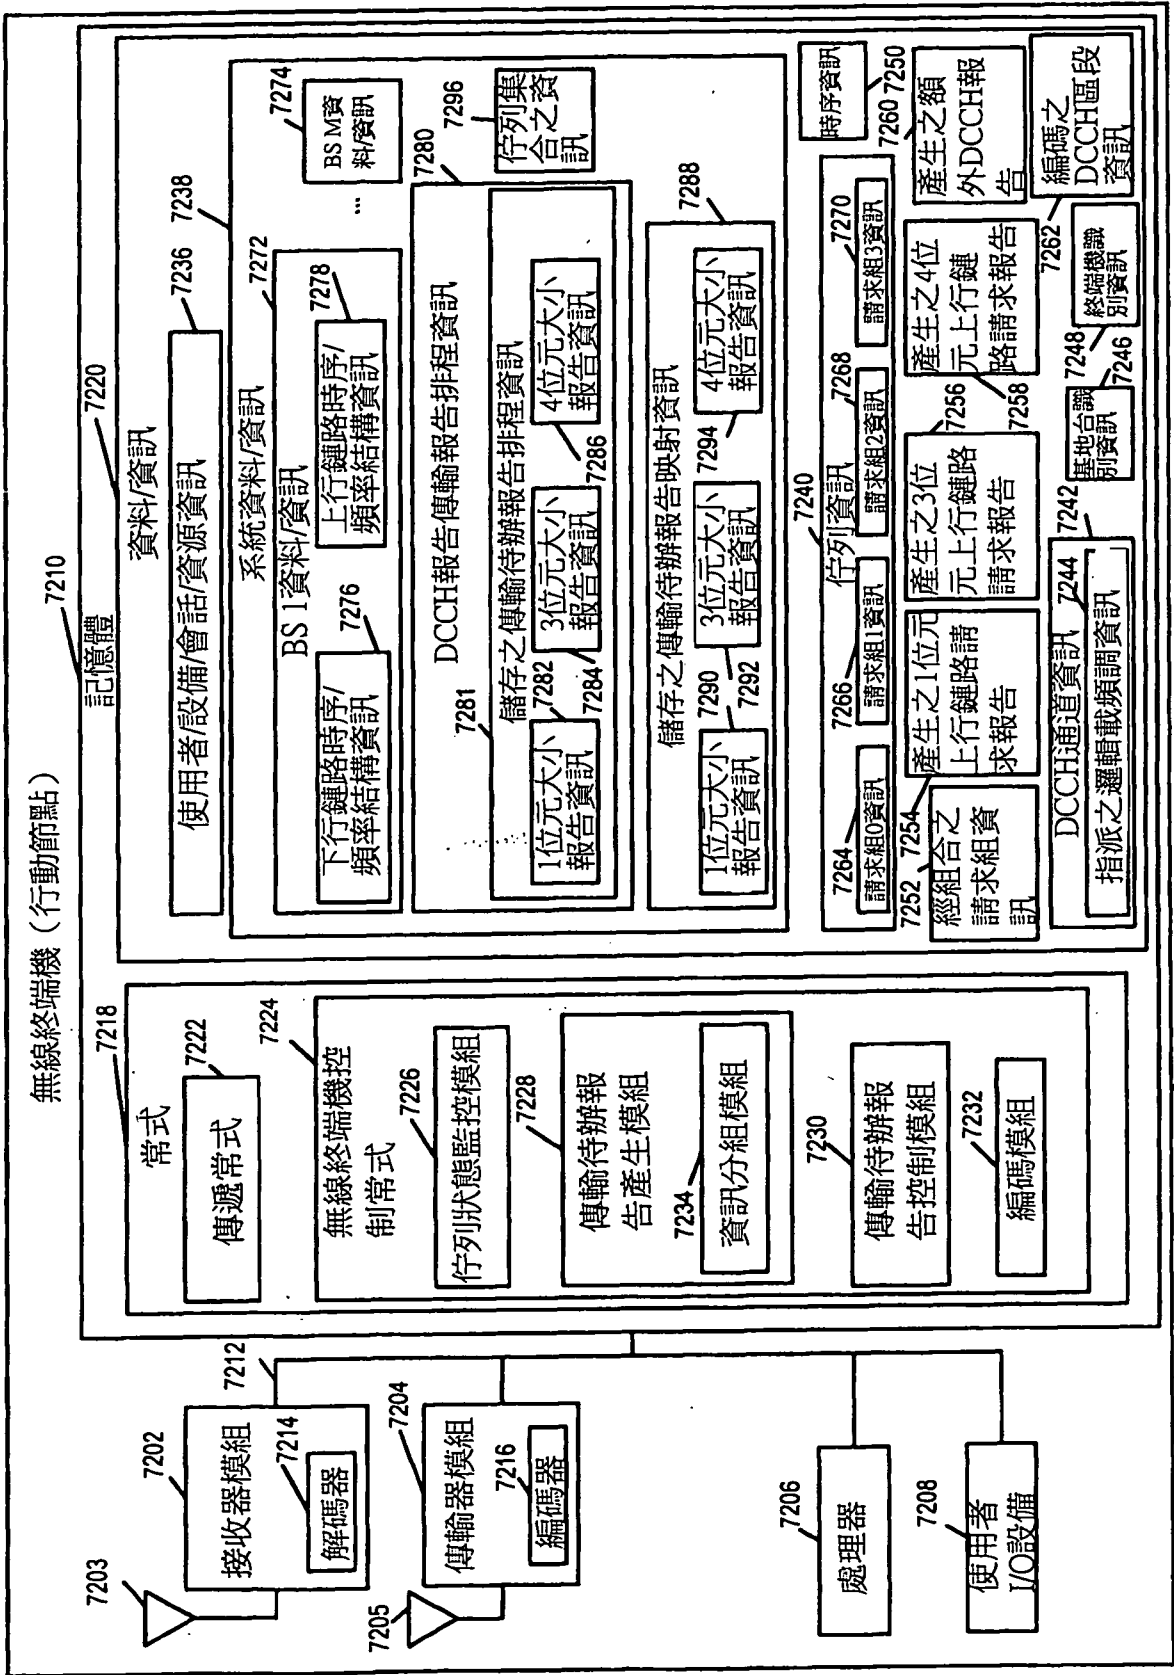 無線終端機（行動節點）
7203
7202
接收器模組
7214
解碼器
7212
7205
7204
傳輸器模組
7216
編碼器
7206
處理器
7208
使用者
I/O設備
7210
記憶體
7218
常式
7222
傳遞常式
7224
無線終端機控
制常式
7226
佇列狀態監控模組
7228
傳輸待辦報
告產生模組
7234
資訊分組模組
7230
傳輸待辦報
告控制模組
7232
編碼模組
7220
資料/資訊
7236
使用者/設備/會話/資源資訊
7238
系統資料/資訊
7272
BS 1資料/資訊
7276
下行鏈路時序/
頻率結構資訊
7278
上行鏈路時序/
頻率結構資訊
...
7274
BS M資
料/資訊
7280
DCCH報告傳輸報告排程資訊
7281
儲存之傳輸待辦報告排程資訊
7282
1位元大小
報告資訊
7284
3位元大小
報告資訊
7286
4位元大小
報告資訊
7296
佇列集
合之資
訊
7288
儲存之傳輸待辦報告映射資訊
7290
1位元大小
報告資訊
7292
3位元大小
報告資訊
7294
4位元大小
報告資訊
7240
佇列資訊
7264
請求組0資訊
7266
請求組1資訊
7268
請求組2資訊
7270
請求組3資訊
7250
時序資訊
7252
經組合之
請求組資
訊
7254
產生之1位元
上行鏈路請
求報告
7256
產生之3位
元上行鏈路
請求報告
7258
產生之4位
元上行鏈
路請求報告
7260
產生之額
外DCCH報
告
7242
DCCH通道資訊
7244
指派之邏輯載頻調資訊
7246
基地台識
別資訊
7248
終端機識
別資訊
7262
編碼之
DCCH區段
資訊